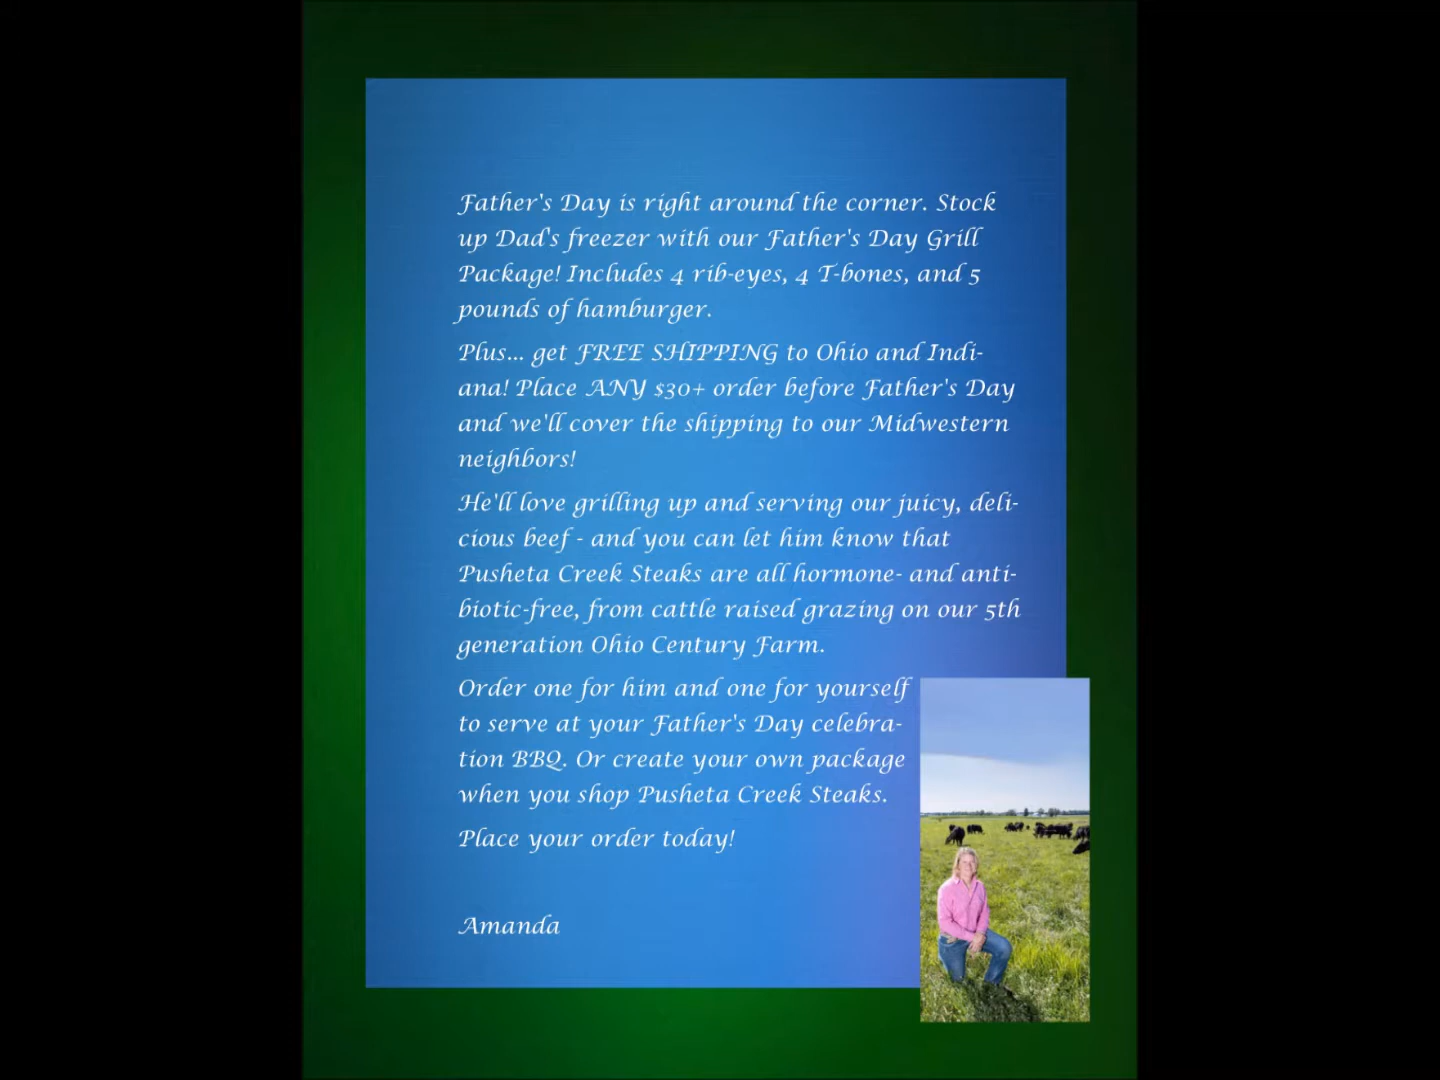 Father's Day is right around the corner. Stock
up Dad's freezer with our Father's Day Grill
Package! Includes 4 rib-eyes, 4 T-bones, and 5
pounds of hamburger.
Plus... get FREE SHIPPING to Ohio and Indi-
ana! Place ANY $30+ order before Father's Day
and we'll cover the shipping to our Midwestern
neighbors!
He'll love grilling up and serving our juicy, deli-
cious beef - and you can let him know that
Pusheta Creek Steaks are all hormone- and anti-
biotic-free, from cattle raised grazing on our 5th
generation Ohio Century Farm.
Order one for him and one for yourself
to serve at your Father's Day celebra-
tion BBQ. Or create your own package
when you shop Pusheta Creek Steaks.
Place your order today!
Amanda